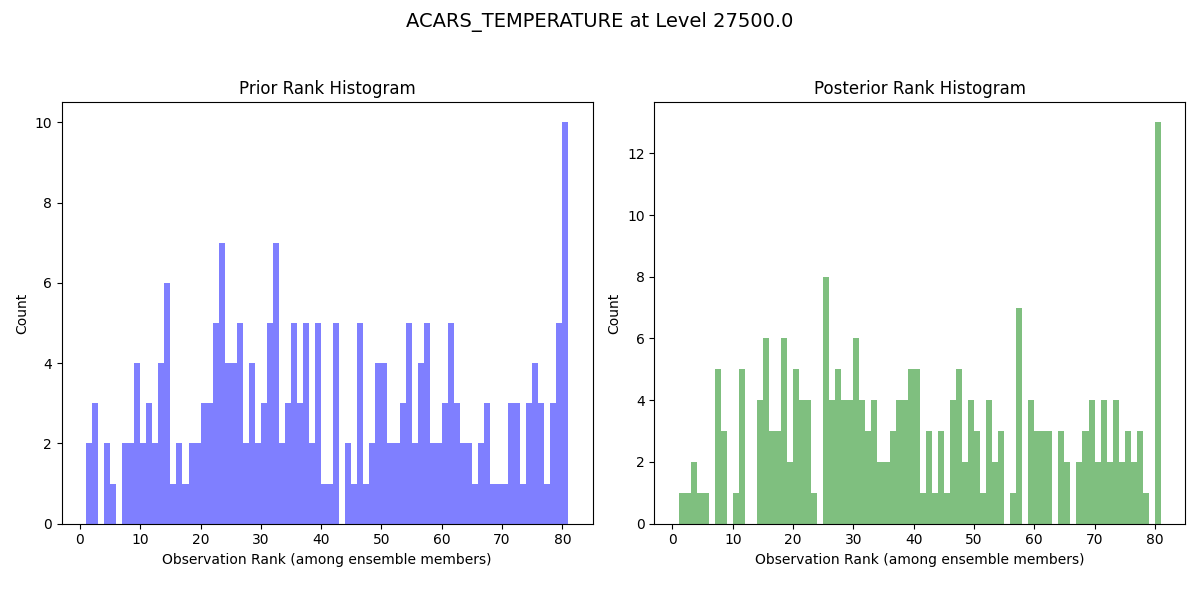 ACARS_TEMPERATURE at Level 27500.0
Prior Rank Histogram
10
8
6
4
2
0
Count
0 10 20 30 40 50 60 70 80
Observation Rank (among ensemble members)
Posterior Rank Histogram
12
10
8
6
4
2
0
Count
0 10 20 30 40 50 60 70 80
Observation Rank (among ensemble members)